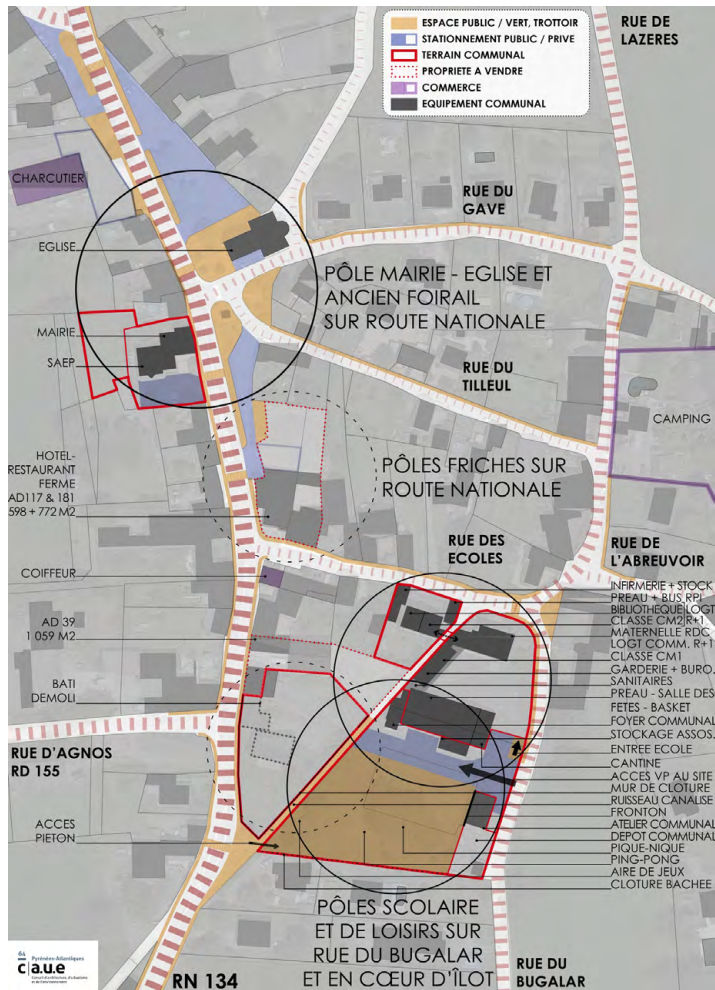 ESPACE PUBLIC / VERT, TROTTOIR
STATIONNEMENT PUBLIC / PRIVE
TERRAIN COMMUNAL
PROPRIETE A VENDRE
COMMERCE
EQUIPEMENT COMMUNAL
RUE DE
LAZERES
CHARCUTIER
RUE DU
GAVE
EGLISE
PÔLE MAIRIE - EGLISE ET
ANCIEN FOIRAIL
SUR ROUTE NATIONALE
MAIRIE
SAEP
RUE DU
TILLEUL
CAMPING
HOTEL-
RESTAURANT
FERME
AD117 & 181
598 + 772 M2
PÔLES FRICHES SUR
ROUTE NATIONALE
RUE DES
ECOLES
RUE DE
L'ABREUVOIR
COIFFEUR
INFIRMERIE + STOCK
PREAU + BUS RPI
BIBLIOTHEQUE LOGT
CLASSE CM2 R+1
MATERNELLE RDC
LOGT COMM. R+1
CLASSE CM1
GARDERIE + BURO.
SANITAIRES
PREAU - SALLE DES
FETES - BASKET
FOYER COMMUNAL
STOCKAGE ASSOS.
ENTREE ECOLE
CANTINE
ACCES VP AU SITE
MUR DE CLOTURE
RUISSEAU CANALISE
FRONTON
ATELIER COMMUNAL
DEPOT COMMUNAL
PIQUE-NIQUE
PING-PONG
AIRE DE JEUX
CLOTURE BACHEE
AD 39
1 059 M2
BATI
DEMOLI
RUE D'AGNOS
RD 155
ACCES
PIETON
PÔLES SCOLAIRE
ET DE LOISIRS SUR
RUE DU BUGALAR
ET EN CŒUR D'ÎLOT
RUE DU
BUGALAR
RN 134
64
c|a.u.e
Pyrénées-Atlantiques
Conseil d'architecture, d'urbanisme
et de l'environnement